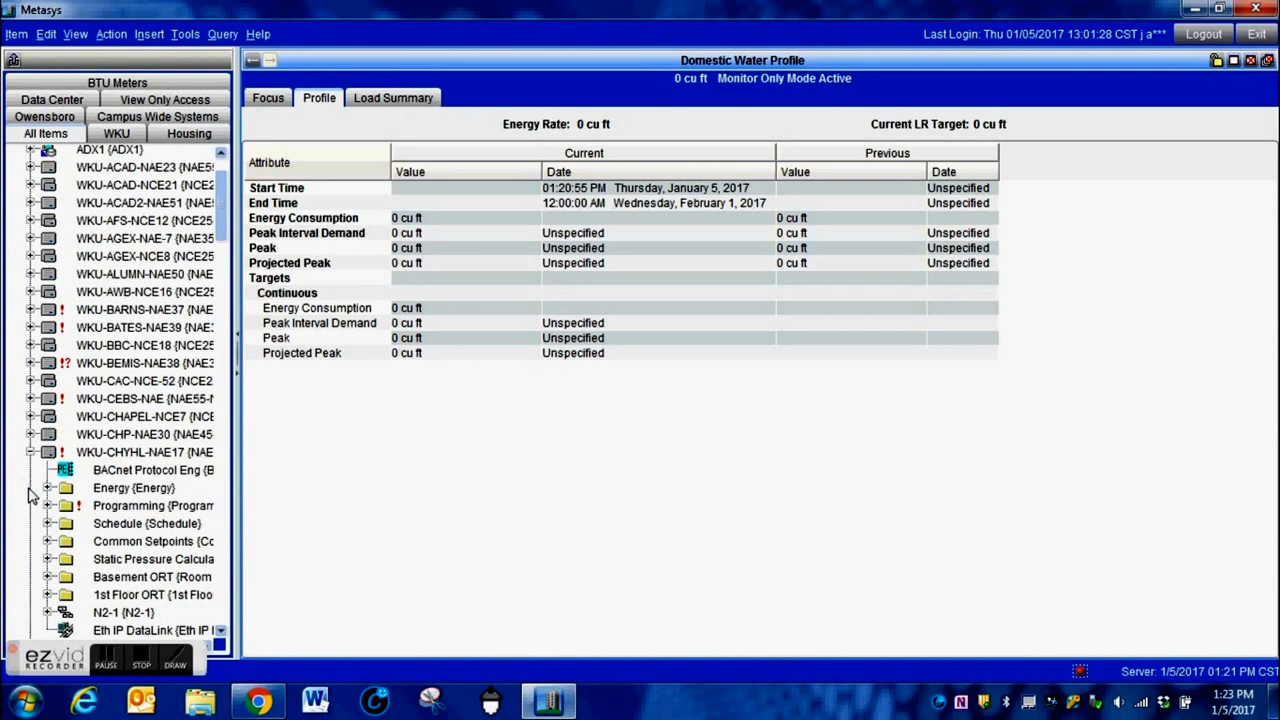 Metasys
Item Edit View Action Insert Tools Query Help
Last Login: Thu 01/05/2017 13:01:28 CST j a*** Logout Exit
BTU Meters
Data Center View Only Access
Owensboro Campus Wide Systems
All Items WKU Housing
ADX1 {ADX1}
WKU-ACAD-NAE23 {NAE55
WKU-ACAD-NCE21 {NCE2
WKU-ACAD2-NAE51 {NAE
WKU-AFS-NCE12 {NCE25-
WKU-AGEX-NAE-7 {NAE35
WKU-AGEX-NCE8 {NCE25
WKU-ALUMN-NAE50 {NAE
WKU-AWB-NCE16 {NCE25
! WKU-BARNS-NAE37 {NAE
! WKU-BATES-NAE39 {NAE:
WKU-BBC-NCE18 {NCE25
!? WKU-BEMIS-NAE38 {NAE3
WKU-CAC-NCE-52 {NCE2
! WKU-CEBS-NAE {NAE55-N
WKU-CHAPEL-NCE7 {NCE
WKU-CHP-NAE30 {NAE45-
! WKU-CHYHL-NAE17 {NAE
BACnet Protocol Eng {B
Energy {Energy}
! Programming {Program
Schedule {Schedule}
Common Setpoints {Co
Static Pressure Calcula
Basement ORT {Room
1st Floor ORT {1st Floo
N2-1 {N2-1}
Eth IP DataLink {Eth IP
Domestic Water Profile
0 cu ft Monitor Only Mode Active
Focus Profile Load Summary
Energy Rate: 0 cu ft Current LR Target: 0 cu ft
Attribute Current Previous
Value Date Value Date
Start Time 01:20:55 PM Thursday, January 5, 2017 Unspecified
End Time 12:00:00 AM Wednesday, February 1, 2017 Unspecified
Energy Consumption 0 cu ft 0 cu ft
Peak Interval Demand 0 cu ft Unspecified 0 cu ft Unspecified
Peak 0 cu ft Unspecified 0 cu ft Unspecified
Projected Peak 0 cu ft Unspecified 0 cu ft Unspecified
Targets
Continuous
Energy Consumption 0 cu ft
Peak Interval Demand 0 cu ft Unspecified
Peak 0 cu ft Unspecified
Projected Peak 0 cu ft Unspecified
ezvid
RECORDER
PAUSE STOP DRAW
Server: 1/5/2017 01:21 PM CST
1:23 PM
1/5/2017